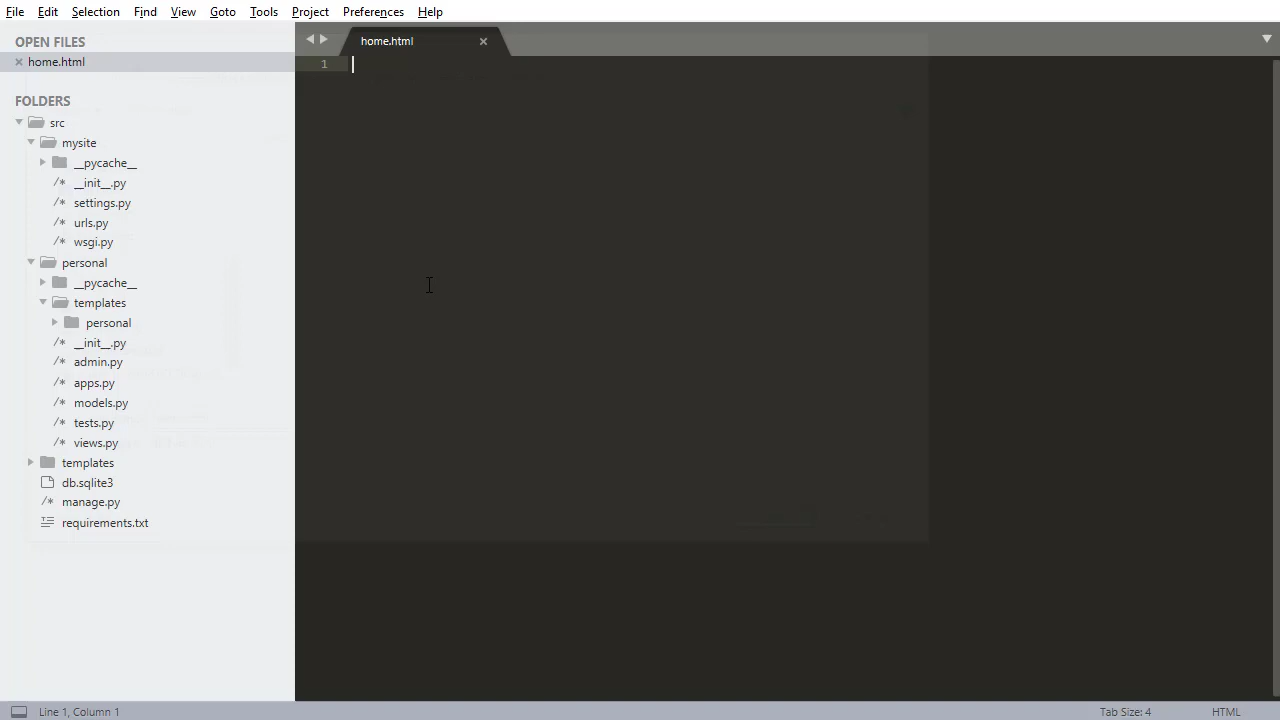 File Edit Selection Find View Goto Tools Project Preferences Help
OPEN FILES
home.html
FOLDERS
src
mysite
__pycache__
/* __init__.py
/* settings.py
/* urls.py
/* wsgi.py
personal
__pycache__
templates
personal
/* __init__.py
/* admin.py
/* apps.py
/* models.py
/* tests.py
/* views.py
templates
db.sqlite3
/* manage.py
requirements.txt
home.html
1
Line 1, Column 1
Tab Size: 4
HTML